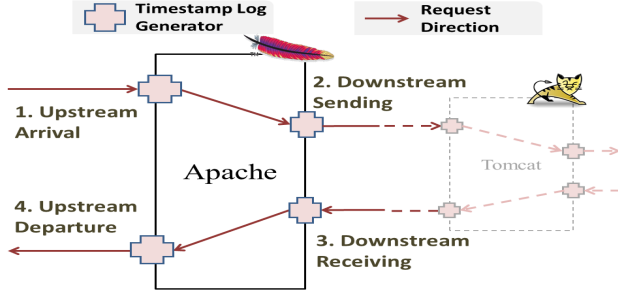 Timestamp Log
Generator
Request
Direction
1. Upstream
Arrival
2. Downstream
Sending
Apache
Tomcat
4. Upstream
Departure
3. Downstream
Receiving